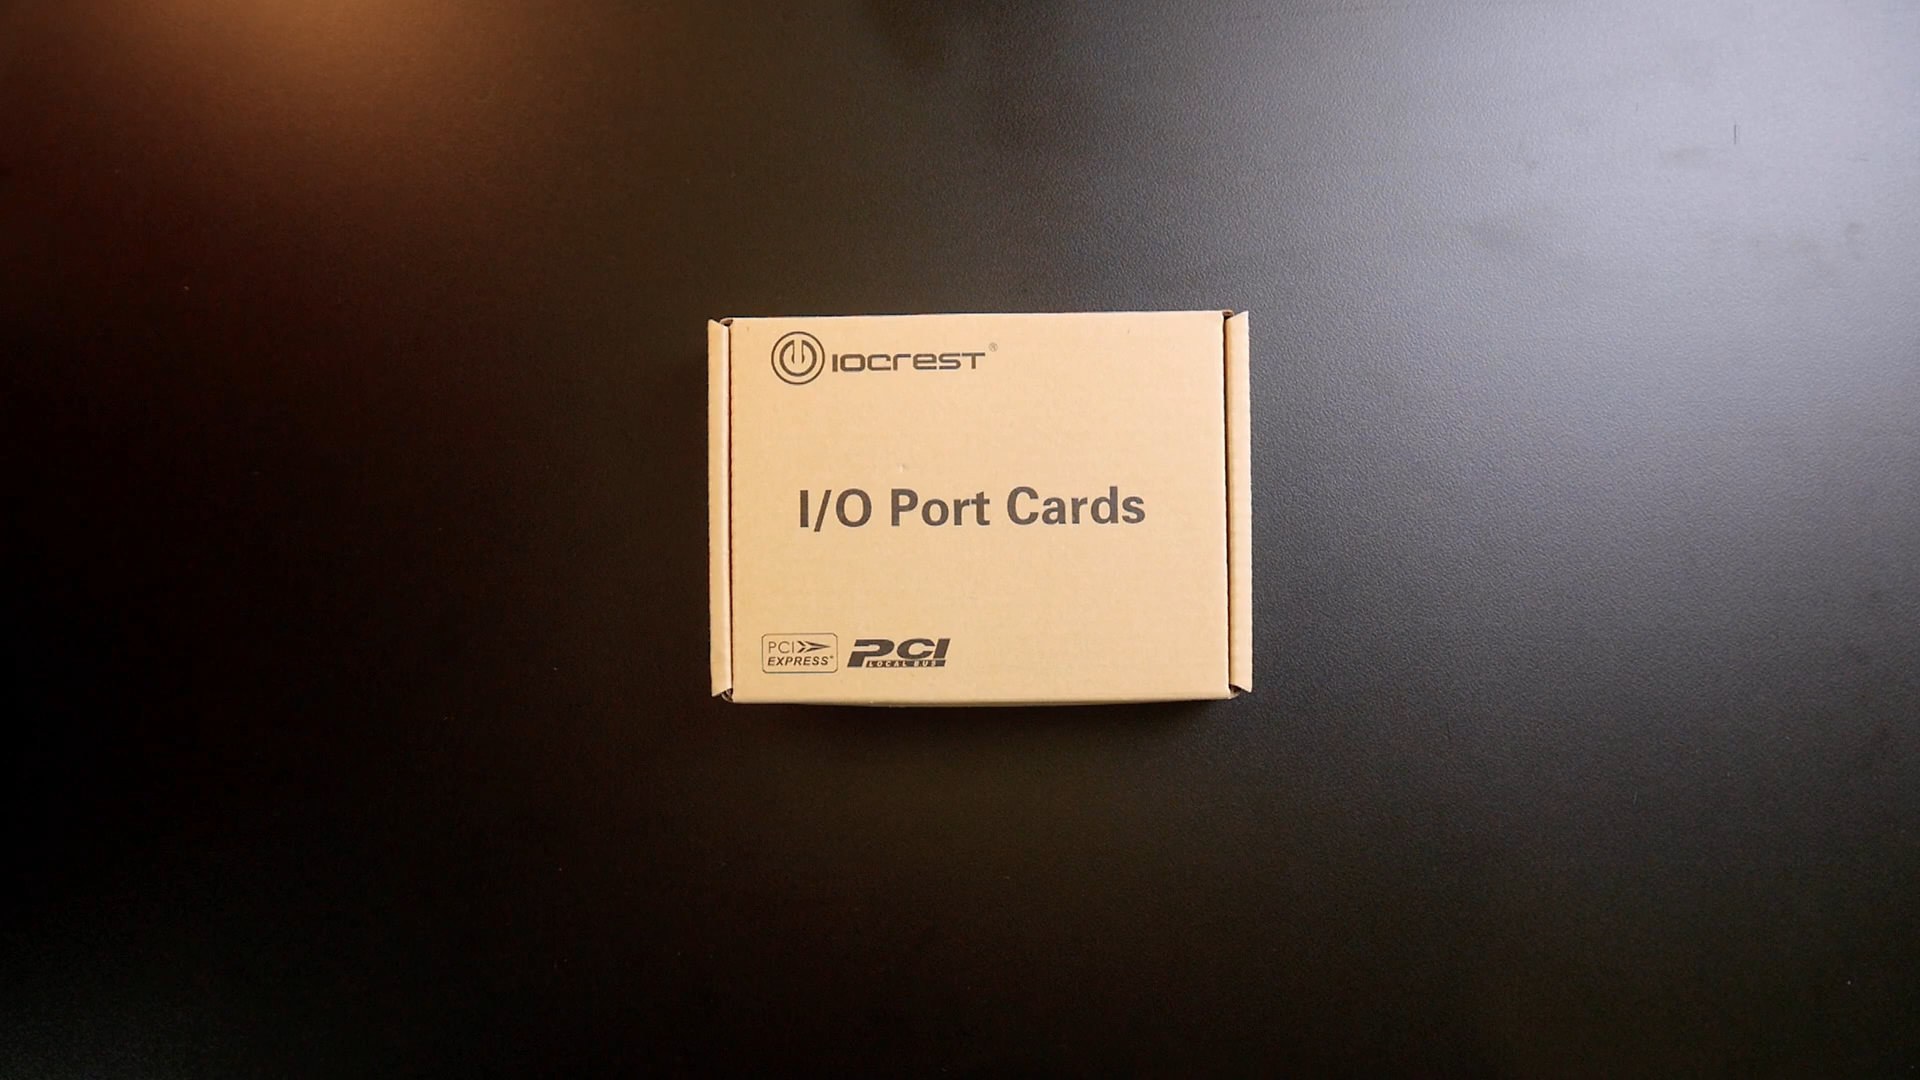 IOCREST®
I/O Port Cards
PCI
EXPRESS®
PCI
LOCAL BUS